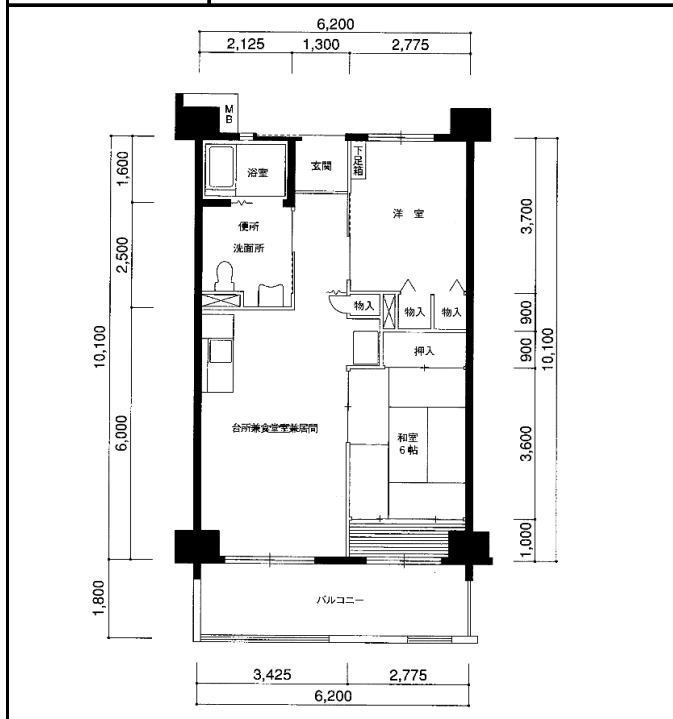 6,200
2,125
1,300
2,775
MB
浴室
玄関
下足箱
洋室
便所
洗面所
物入
物入
物入
押入
台所兼食堂室兼居間
和室
6帖
バルコニー
1,600
2,500
10,100
6,000
1,800
3,700
900
900
10,100
3,600
1,000
3,425
2,775
6,200